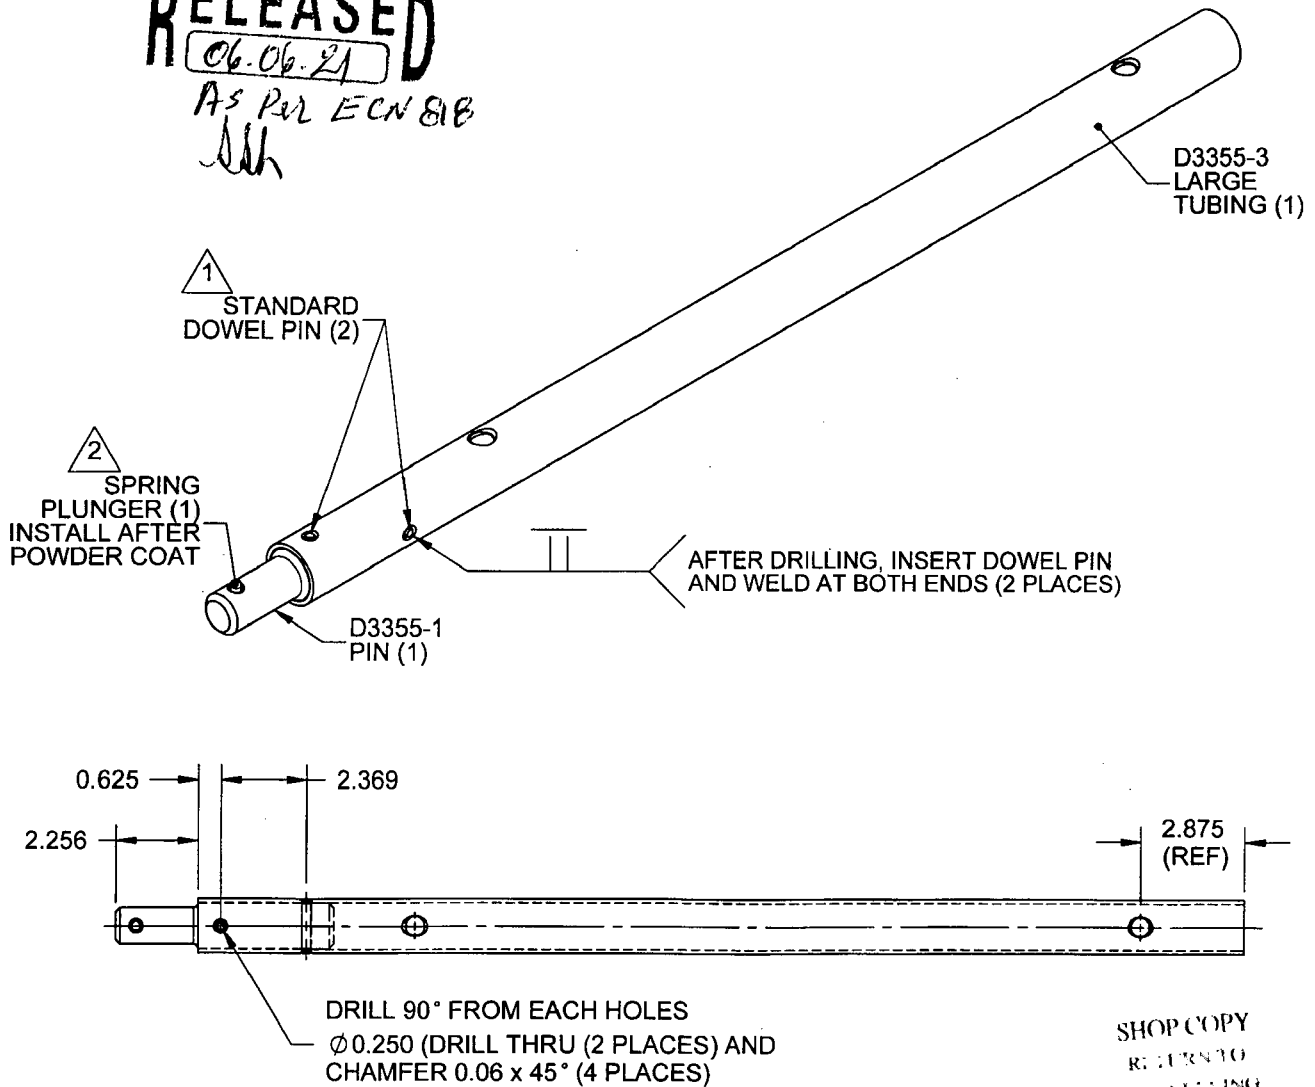 RELEASED
06.06.21
As Per ECN 818
D3355-3
LARGE
TUBING (1)
1
STANDARD
DOWEL PIN (2)
2
SPRING
PLUNGER (1)
INSTALL AFTER
POWDER COAT
AFTER DRILLING, INSERT DOWEL PIN
AND WELD AT BOTH ENDS (2 PLACES)
D3355-1
PIN (1)
0.625
2.369
2.256
2.875
(REF)
DRILL 90° FROM EACH HOLES
Ø0.250 (DRILL THRU (2 PLACES) AND
CHAMFER 0.06 x 45° (4 PLACES)
SHOP COPY
RETURN TO